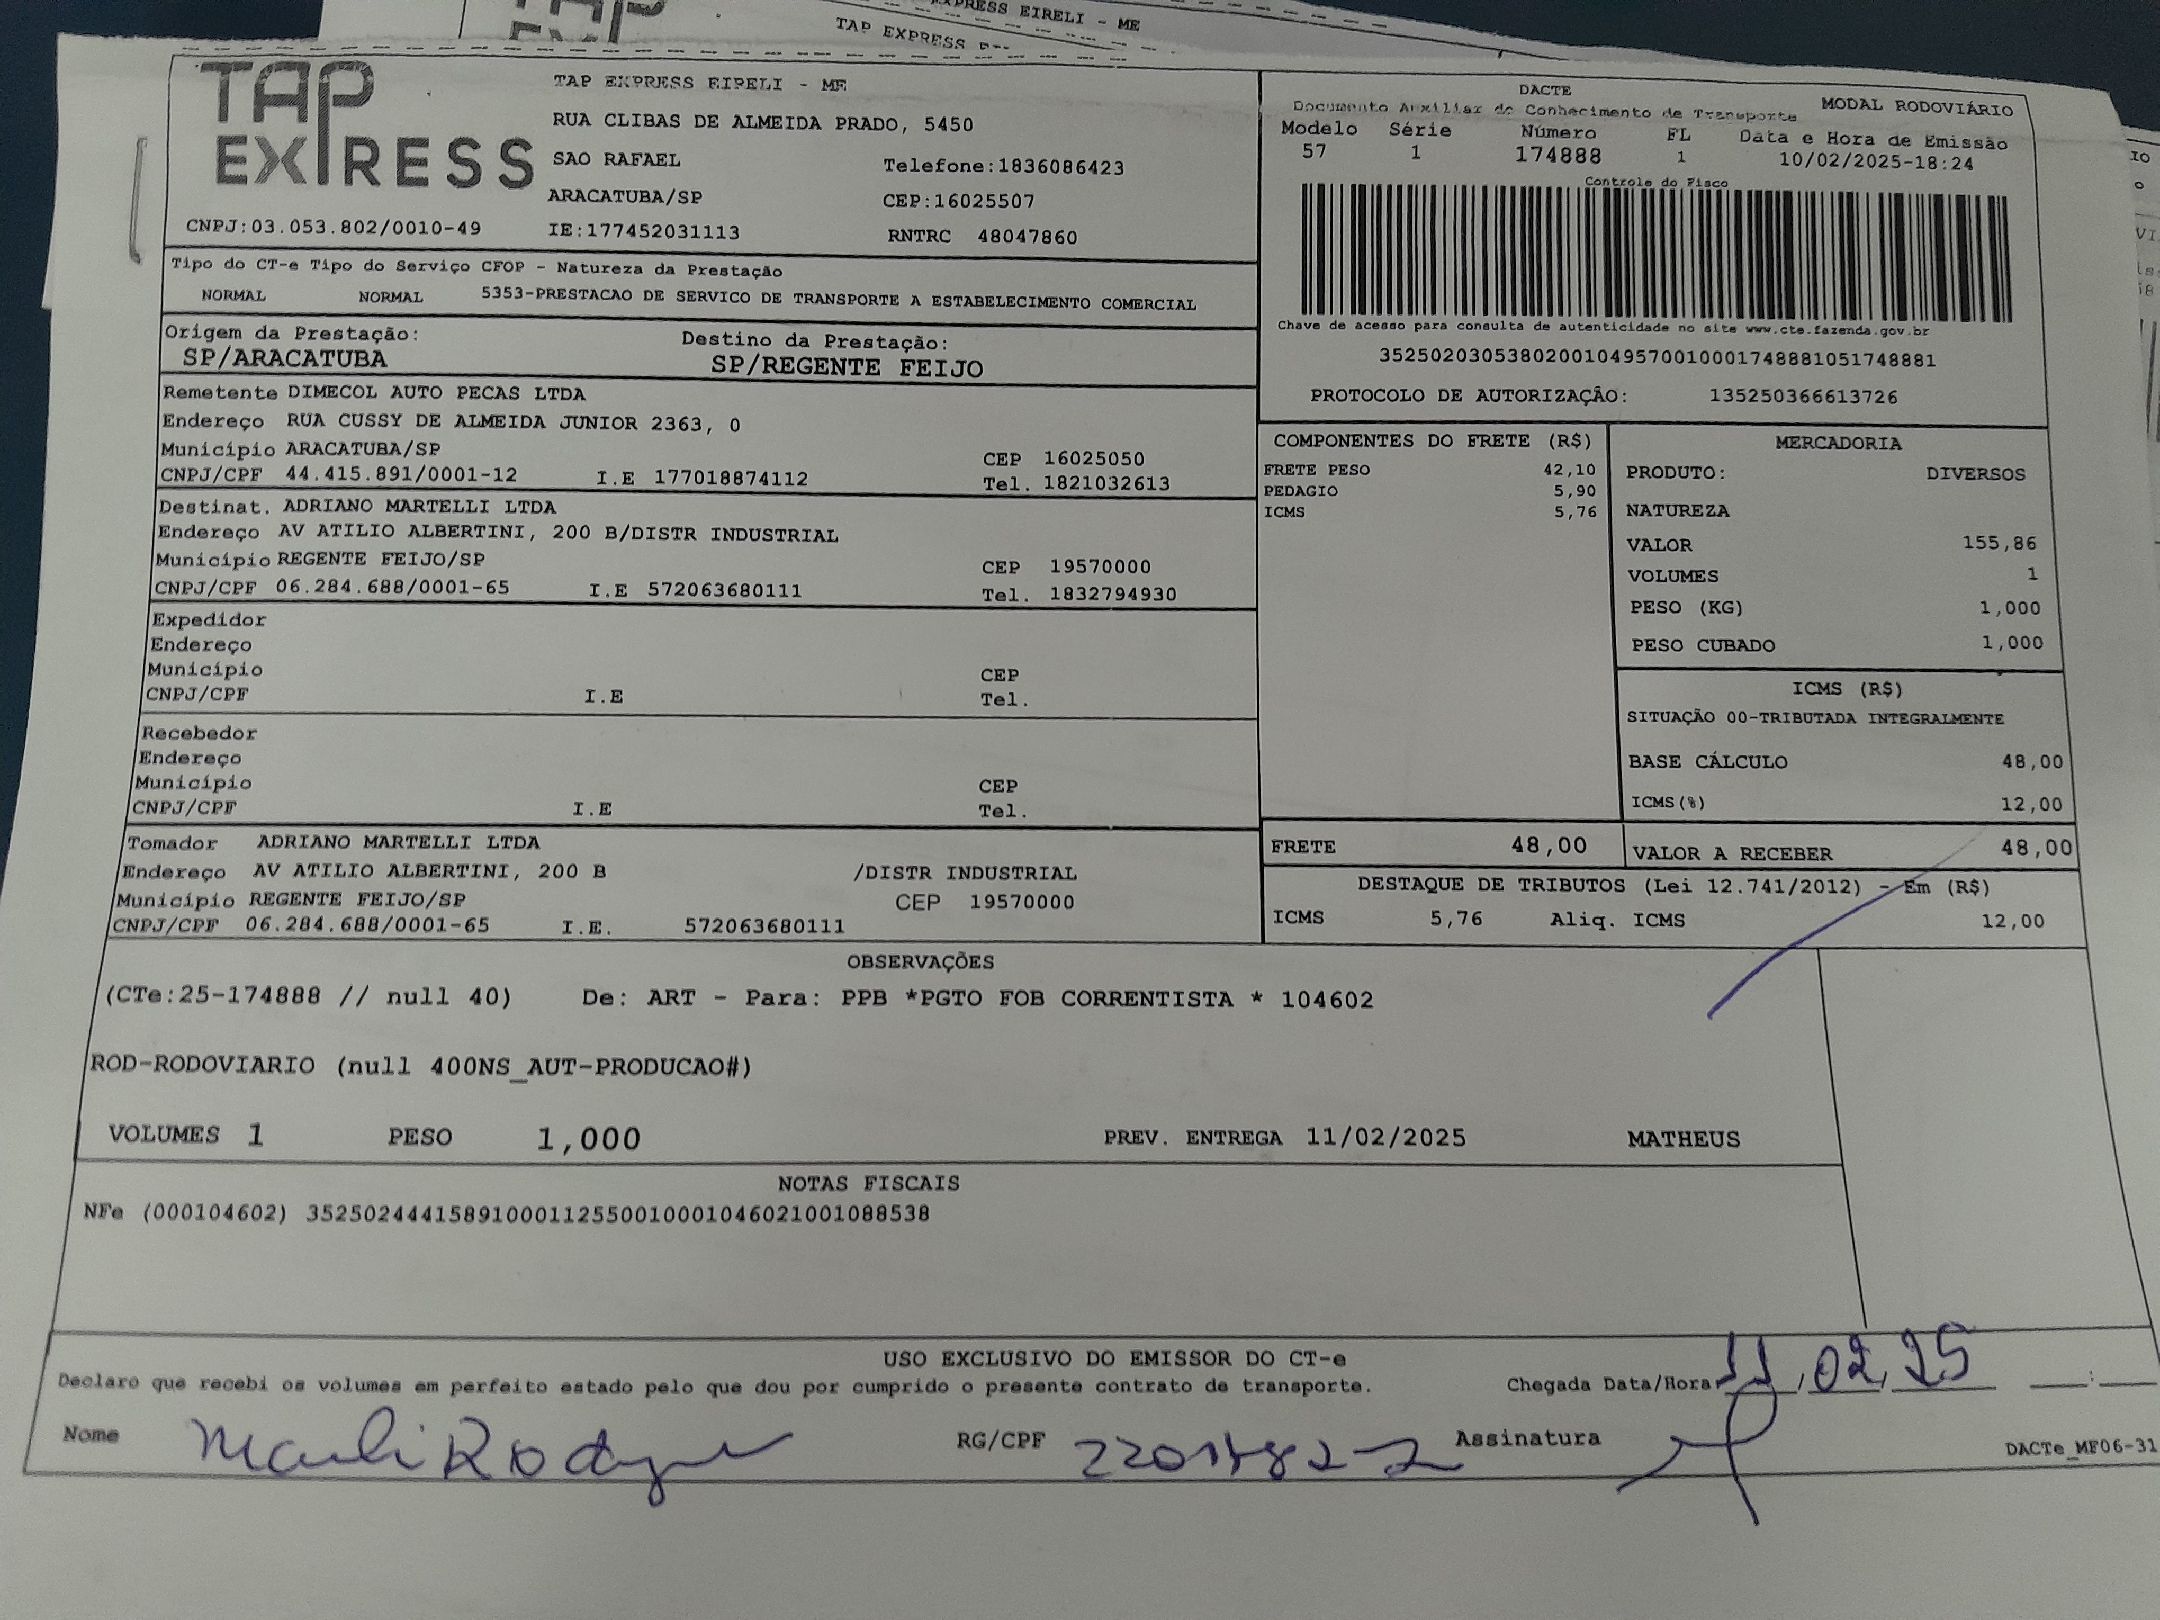 EXPRESS EIRELI - ME
TAP EXPRESS
TAP EXPRESS
TAP EXPRESS EIRELI - ME
RUA CLIBAS DE ALMEIDA PRADO, 5450
SAO RAFAEL Telefone:1836086423
ARACATUBA/SP CEP:16025507
CNPJ:03.053.802/0010-49 IE:177452031113 RNTRC 48047860
DACTE
Documento Auxiliar do Conhecimento de Transporte MODAL RODOVIÁRIO
Modelo Série Número FL Data e Hora de Emissão
57 1 174888 1 10/02/2025-18:24
Controle do Fisco
Chave de acesso para consulta de autenticidade no site www.cte.fazenda.gov.br
35250203053802001049570010001748881051748881
PROTOCOLO DE AUTORIZAÇÃO: 135250366613726
Tipo do CT-e Tipo do Serviço CFOP - Natureza da Prestação
NORMAL NORMAL 5353-PRESTACAO DE SERVICO DE TRANSPORTE A ESTABELECIMENTO COMERCIAL
Origem da Prestação: Destino da Prestação:
SP/ARACATUBA SP/REGENTE FEIJO
Remetente DIMECOL AUTO PECAS LTDA
Endereço RUA CUSSY DE ALMEIDA JUNIOR 2363, 0
Município ARACATUBA/SP CEP 16025050
CNPJ/CPF 44.415.891/0001-12 I.E 177018874112 Tel. 1821032613
Destinat. ADRIANO MARTELLI LTDA
Endereço AV ATILIO ALBERTINI, 200 B/DISTR INDUSTRIAL
Município REGENTE FEIJO/SP CEP 19570000
CNPJ/CPF 06.284.688/0001-65 I.E 572063680111 Tel. 1832794930
Expedidor
Endereço
Município CEP
CNPJ/CPF I.E Tel.
Recebedor
Endereço
Município CEP
CNPJ/CPF I.E Tel.
Tomador ADRIANO MARTELLI LTDA
Endereço AV ATILIO ALBERTINI, 200 B /DISTR INDUSTRIAL
Município REGENTE FEIJO/SP CEP 19570000
CNPJ/CPF 06.284.688/0001-65 I.E. 572063680111
COMPONENTES DO FRETE (R$)
FRETE PESO 42,10
PEDAGIO 5,90
ICMS 5,76
MERCADORIA
PRODUTO: DIVERSOS
NATUREZA
VALOR 155,86
VOLUMES 1
PESO (KG) 1,000
PESO CUBADO 1,000
ICMS (R$)
SITUAÇÃO 00-TRIBUTADA INTEGRALMENTE
BASE CÁLCULO 48,00
ICMS(%) 12,00
FRETE 48,00 VALOR A RECEBER 48,00
DESTAQUE DE TRIBUTOS (Lei 12.741/2012) - Em (R$)
ICMS 5,76 Aliq. ICMS 12,00
OBSERVAÇÕES
(CTe:25-174888 // null 40) De: ART - Para: PPB *PGTO FOB CORRENTISTA * 104602
ROD-RODOVIARIO (null 400NS_AUT-PRODUCAO#)
VOLUMES 1 PESO 1,000 PREV. ENTREGA 11/02/2025 MATHEUS
NOTAS FISCAIS
NFe (000104602) 35250244415891000112550010001046021001088538
USO EXCLUSIVO DO EMISSOR DO CT-e
Declaro que recebi os volumes em perfeito estado pelo que dou por cumprido o presente contrato de transporte. Chegada Data/Hora 11,02,25
Nome RG/CPF Assinatura DACTe_MF06-31